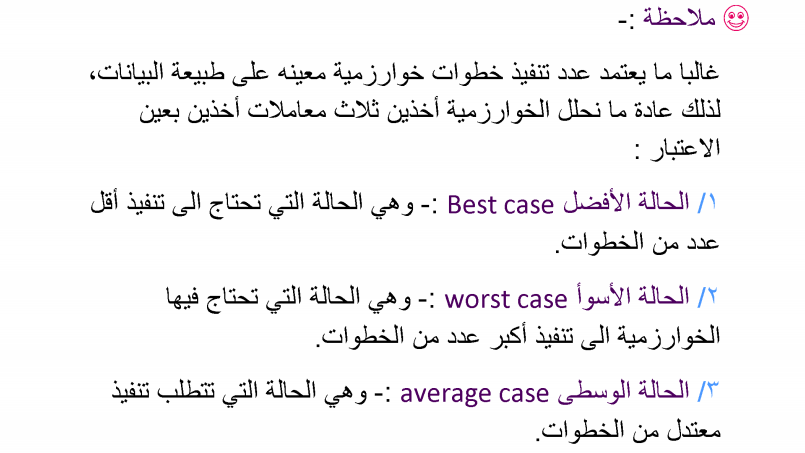 ملاحظة :-
غالبا ما يعتمد عدد تنفيذ خطوات خوارزمية معينه على طبيعة البيانات،
لذلك عادة ما نحلل الخوارزمية أخذين ثلاث معاملات أخذين بعين
الاعتبار :
١/ الحالة الأفضل Best case :- وهي الحالة التي تحتاج الى تنفيذ أقل
عدد من الخطوات.
٢/ الحالة الأسوأ worst case :- وهي الحالة التي تحتاج فيها
الخوارزمية الى تنفيذ أكبر عدد من الخطوات.
٣/ الحالة الوسطى average case :- وهي الحالة التي تتطلب تنفيذ
معتدل من الخطوات.